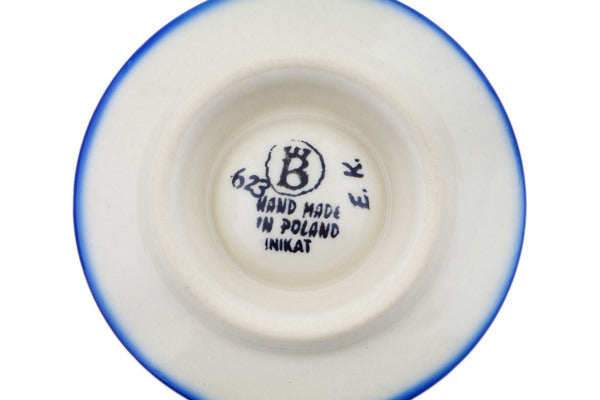 B
623
E. K.
HAND MADE
IN POLAND
INIKAT